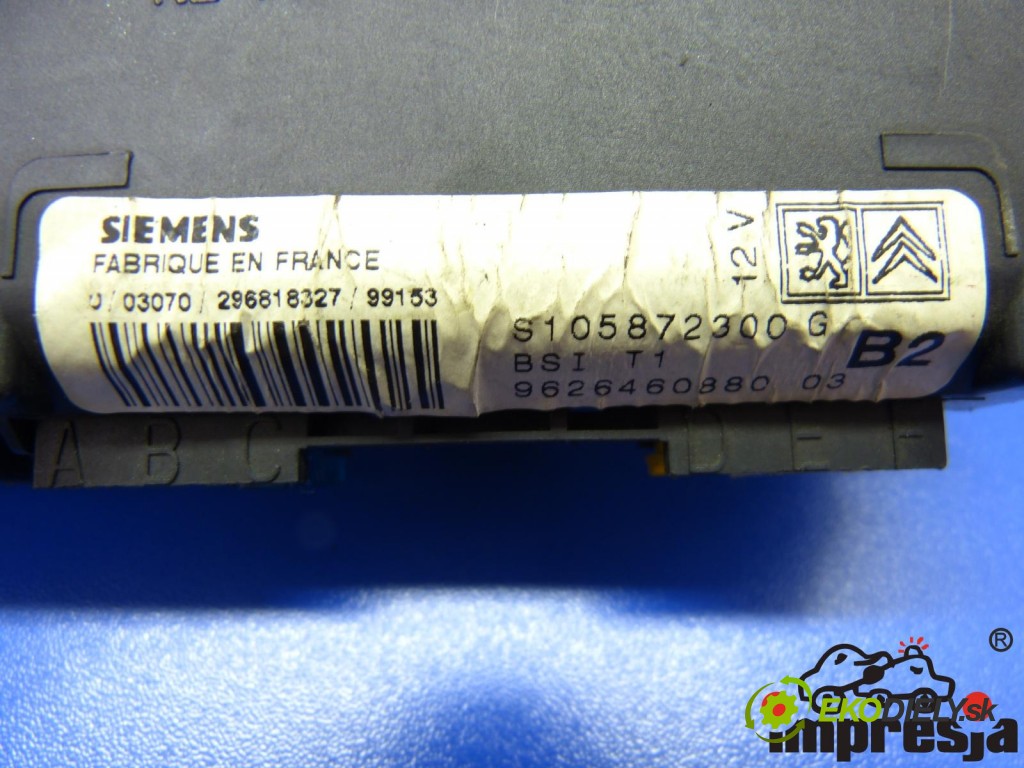 SIEMENS
FABRIQUE EN FRANCE
03070 / 296818327 / 99153
12 V
S105872300 G
BSI T1
B2
9626460880 03
A B C
D E F
®
EKODIELY.sk
impresja